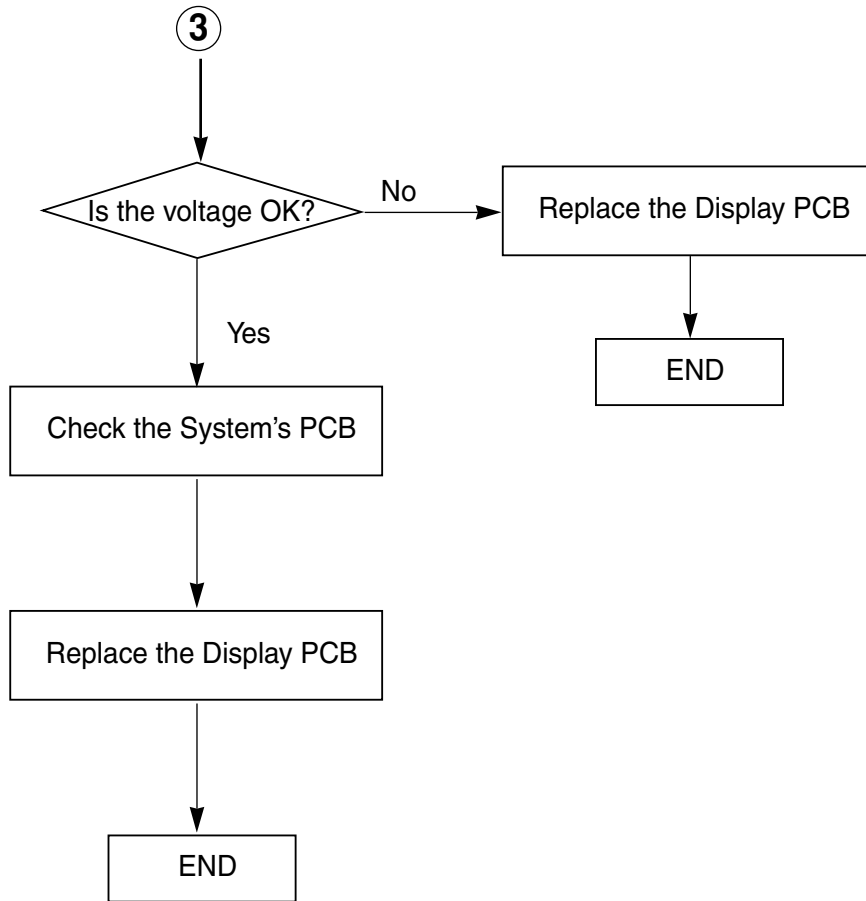 3
Is the voltage OK?
No
Replace the Display PCB
Yes
END
Check the System’s PCB
Replace the Display PCB
END